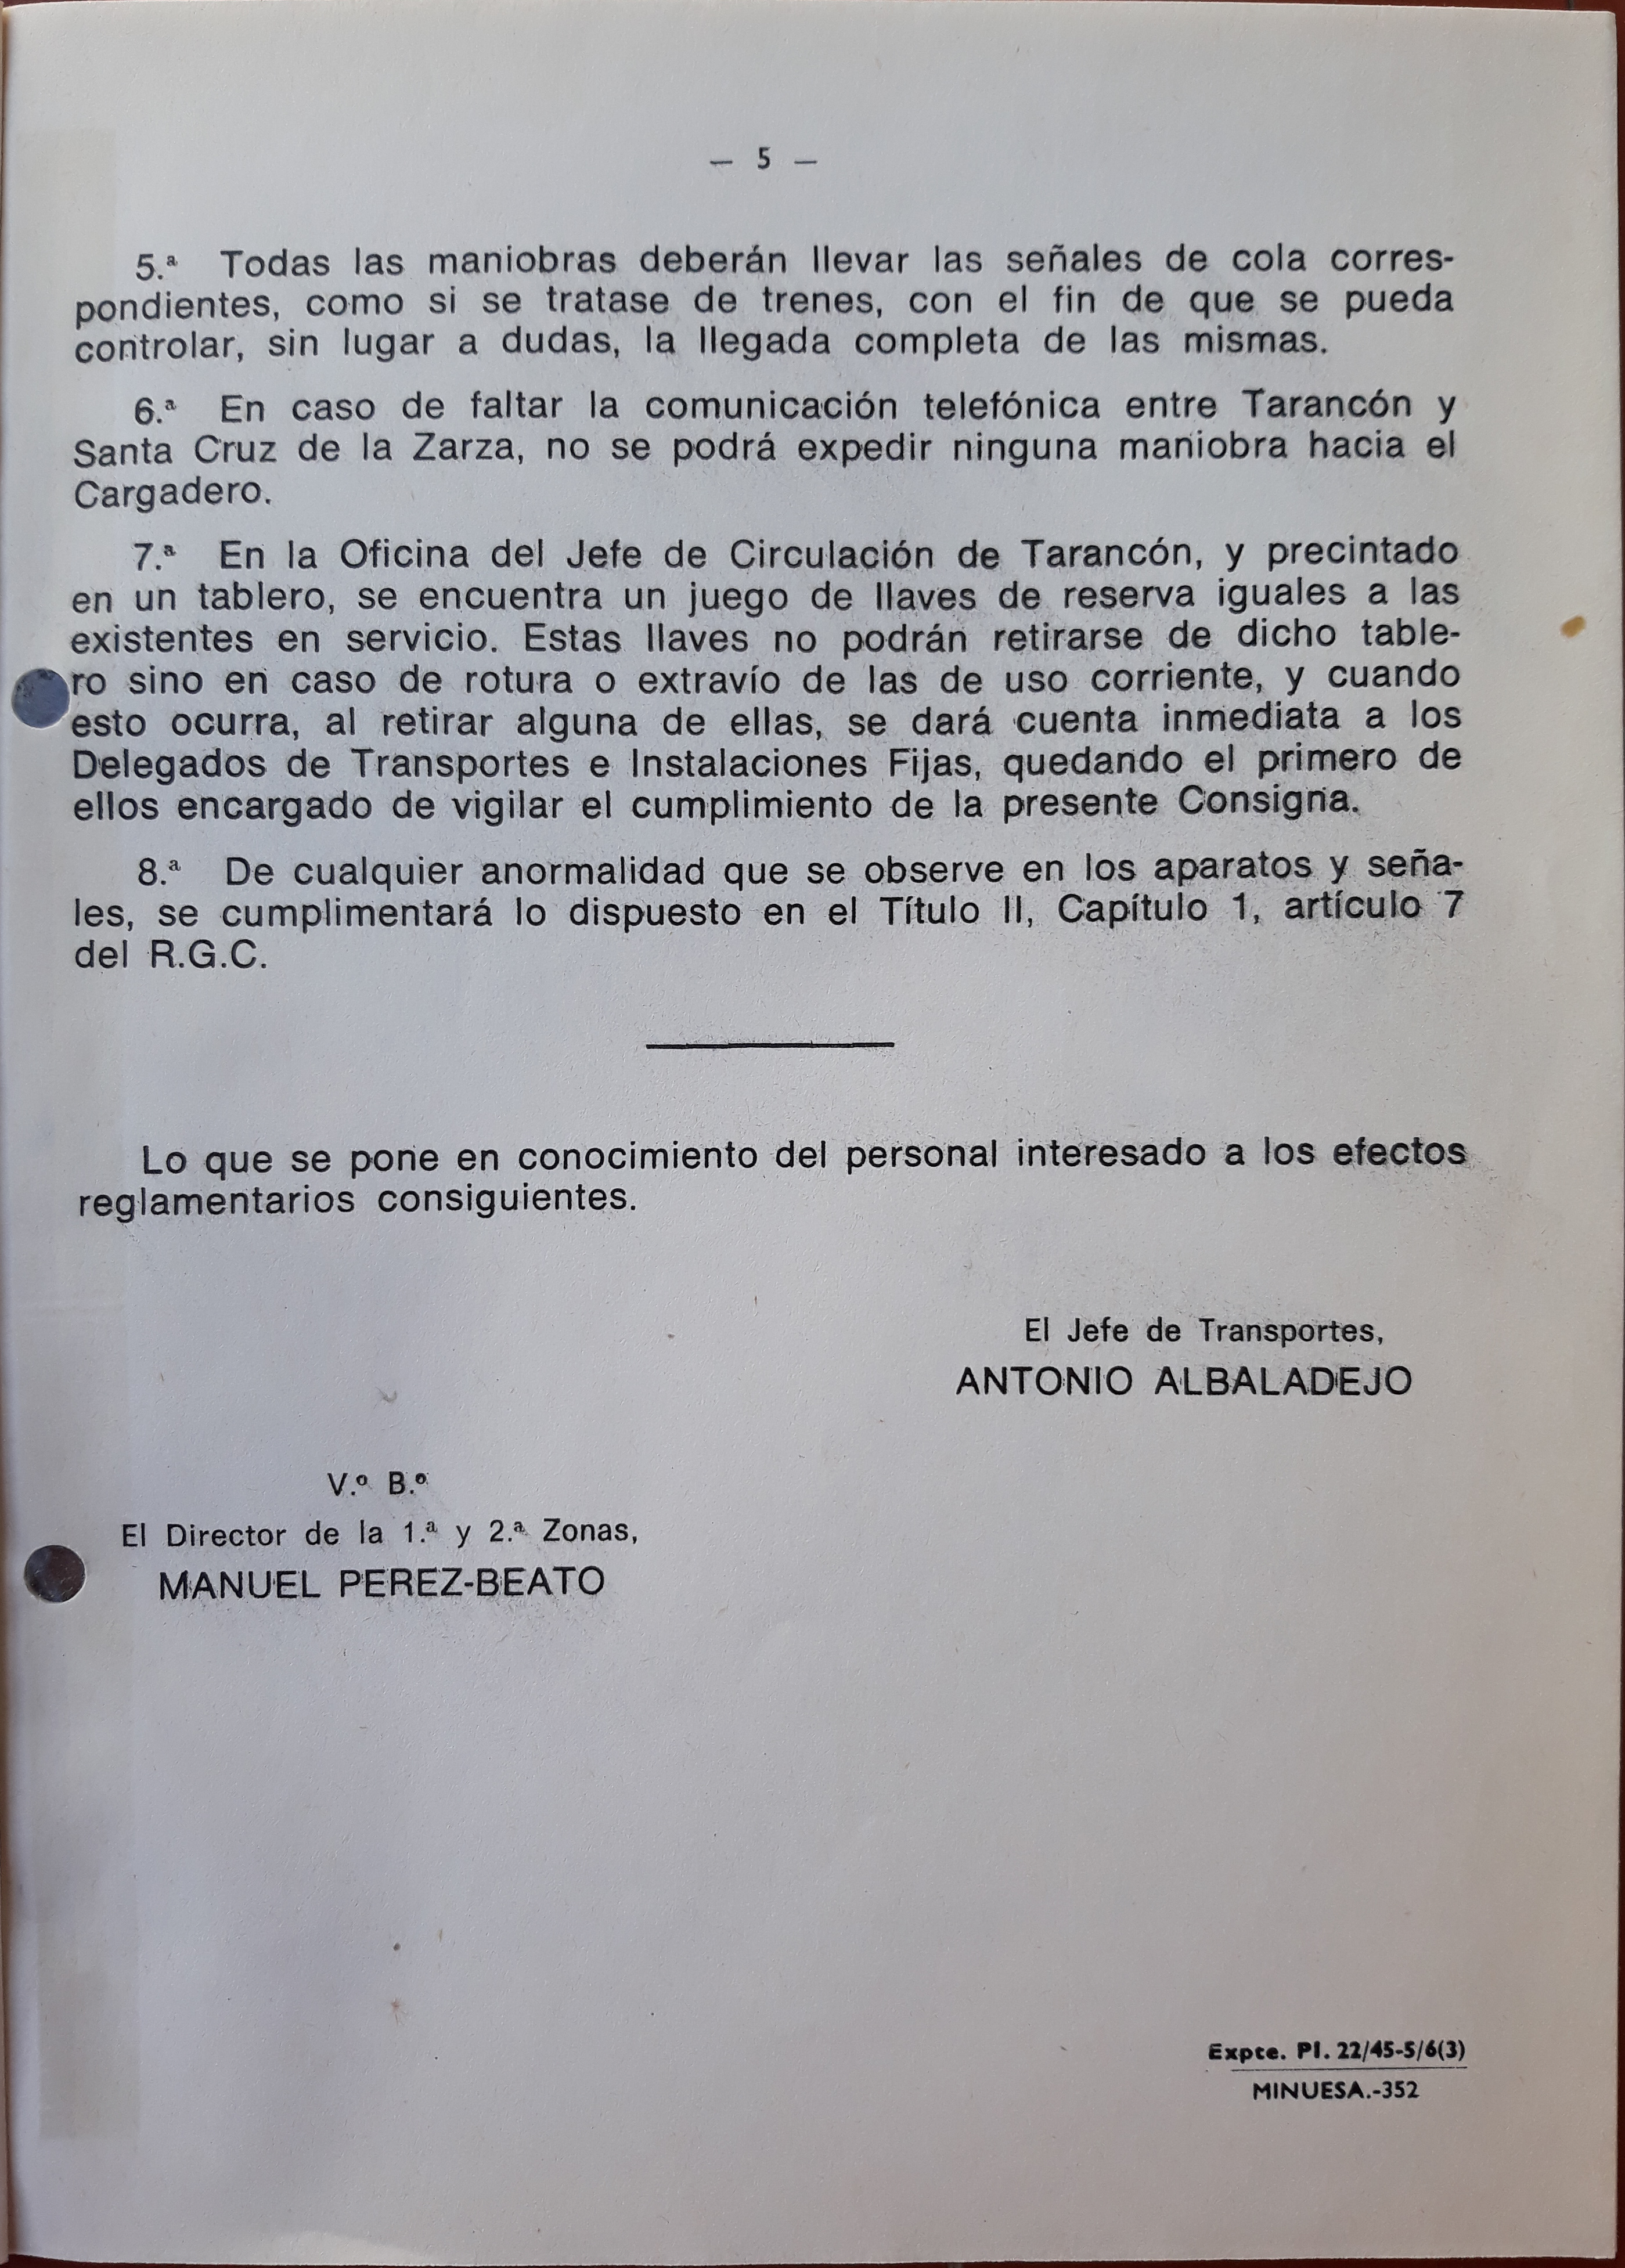 — 5 —
5.ª Todas las maniobras deberán llevar las señales de cola corres-
pondientes, como si se tratase de trenes, con el fin de que se pueda
controlar, sin lugar a dudas, la llegada completa de las mismas.
6.ª En caso de faltar la comunicación telefónica entre Tarancón y
Santa Cruz de la Zarza, no se podrá expedir ninguna maniobra hacia el
Cargadero.
7.ª En la Oficina del Jefe de Circulación de Tarancón, y precintado
en un tablero, se encuentra un juego de llaves de reserva iguales a las
existentes en servicio. Estas llaves no podrán retirarse de dicho table-
ro sino en caso de rotura o extravío de las de uso corriente, y cuando
esto ocurra, al retirar alguna de ellas, se dará cuenta inmediata a los
Delegados de Transportes e Instalaciones Fijas, quedando el primero de
ellos encargado de vigilar el cumplimiento de la presente Consigna.
8.ª De cualquier anormalidad que se observe en los aparatos y seña-
les, se cumplimentará lo dispuesto en el Título II, Capítulo 1, artículo 7
del R.G.C.
Lo que se pone en conocimiento del personal interesado a los efectos
reglamentarios consiguientes.
El Jefe de Transportes,
ANTONIO ALBALADEJO
V.º B.º
El Director de la 1.ª y 2.ª Zonas,
MANUEL PEREZ-BEATO
Expte. Pl. 22/45-5/6(3)
MINUESA.-352